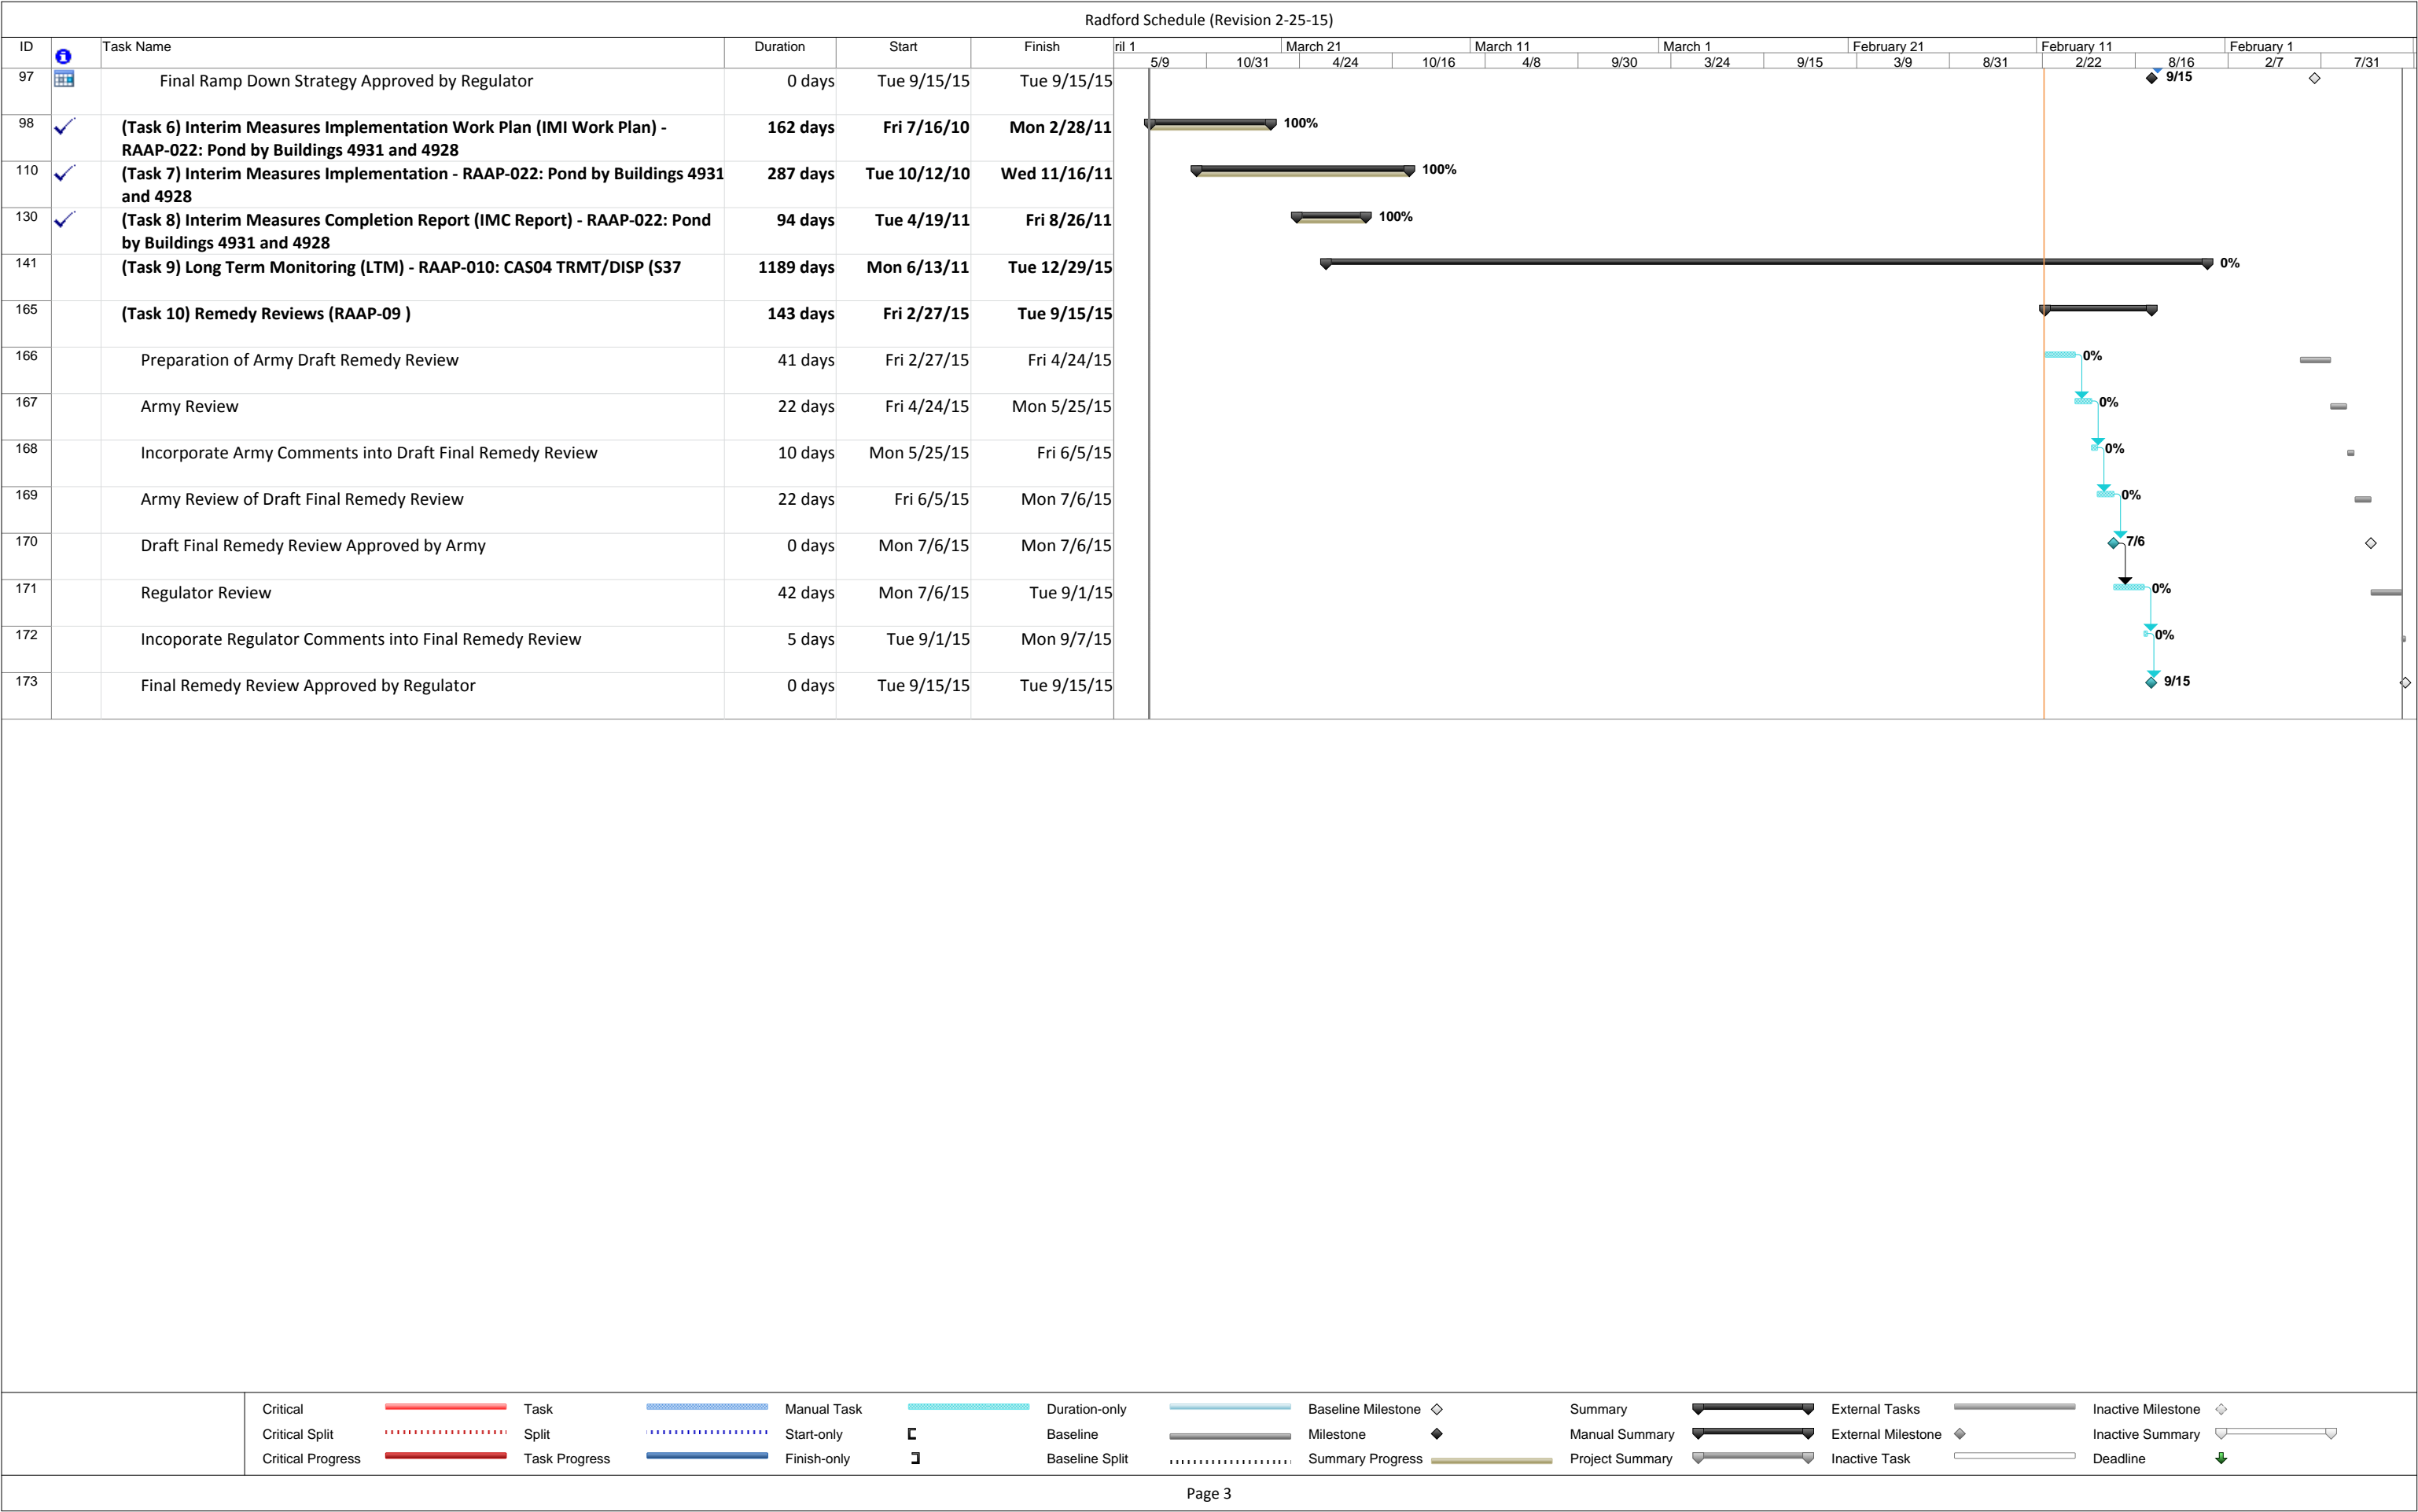 Radford Schedule (Revision 2-25-15)
ID Task Name Duration Start Finish ril 1 March 21 March 11 March 1 February 21 February 11 February 1
5/9 10/31 4/24 10/16 4/8 9/30 3/24 9/15 3/9 8/31 2/22 8/16 2/7 7/31
97 Final Ramp Down Strategy Approved by Regulator 0 days Tue 9/15/15 Tue 9/15/15 9/15
98 (Task 6) Interim Measures Implementation Work Plan (IMI Work Plan) - 162 days Fri 7/16/10 Mon 2/28/11 100%
RAAP-022: Pond by Buildings 4931 and 4928
110 (Task 7) Interim Measures Implementation - RAAP-022: Pond by Buildings 4931 287 days Tue 10/12/10 Wed 11/16/11 100%
and 4928
130 (Task 8) Interim Measures Completion Report (IMC Report) - RAAP-022: Pond 94 days Tue 4/19/11 Fri 8/26/11 100%
by Buildings 4931 and 4928
141 (Task 9) Long Term Monitoring (LTM) - RAAP-010: CAS04 TRMT/DISP (S37 1189 days Mon 6/13/11 Tue 12/29/15 0%
165 (Task 10) Remedy Reviews (RAAP-09 ) 143 days Fri 2/27/15 Tue 9/15/15
166 Preparation of Army Draft Remedy Review 41 days Fri 2/27/15 Fri 4/24/15 0%
167 Army Review 22 days Fri 4/24/15 Mon 5/25/15 0%
168 Incorporate Army Comments into Draft Final Remedy Review 10 days Mon 5/25/15 Fri 6/5/15 0%
169 Army Review of Draft Final Remedy Review 22 days Fri 6/5/15 Mon 7/6/15 0%
170 Draft Final Remedy Review Approved by Army 0 days Mon 7/6/15 Mon 7/6/15 7/6
171 Regulator Review 42 days Mon 7/6/15 Tue 9/1/15 0%
172 Incoporate Regulator Comments into Final Remedy Review 5 days Tue 9/1/15 Mon 9/7/15 0%
173 Final Remedy Review Approved by Regulator 0 days Tue 9/15/15 Tue 9/15/15 9/15
Critical Task Manual Task Duration-only Baseline Milestone Summary External Tasks Inactive Milestone
Critical Split Split Start-only Baseline Milestone Manual Summary External Milestone Inactive Summary
Critical Progress Task Progress Finish-only Baseline Split Summary Progress Project Summary Inactive Task Deadline
Page 3